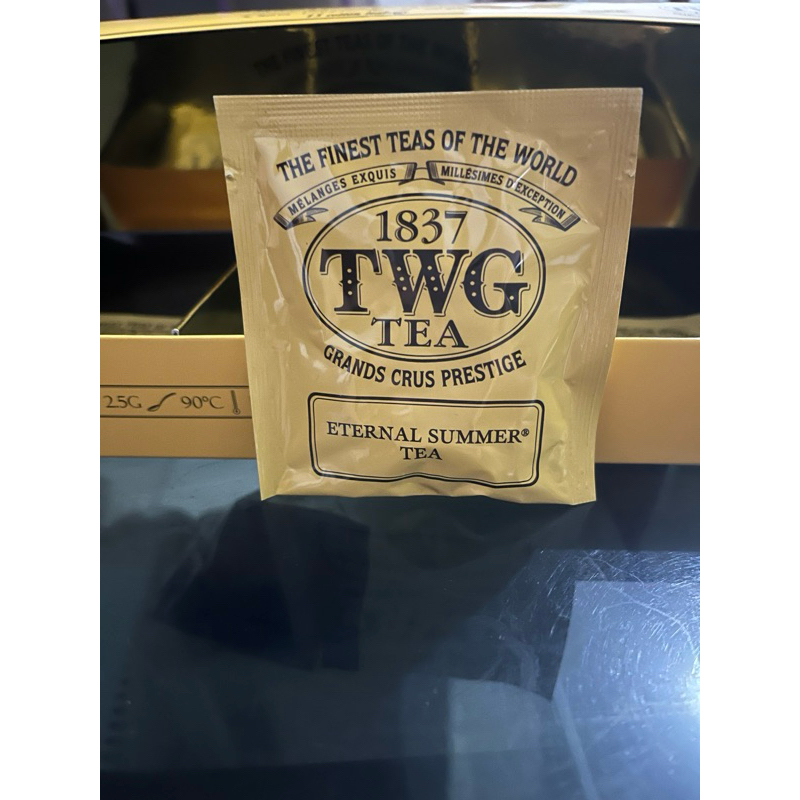 THE FINEST TEAS OF THE WORLD
MÉLANGES EXQUIS MILLÉSIMES D'EXCEPTION
1837
TWG
TEA
GRANDS CRUS PRESTIGE
2.5G 90°C
ETERNAL SUMMER®
TEA